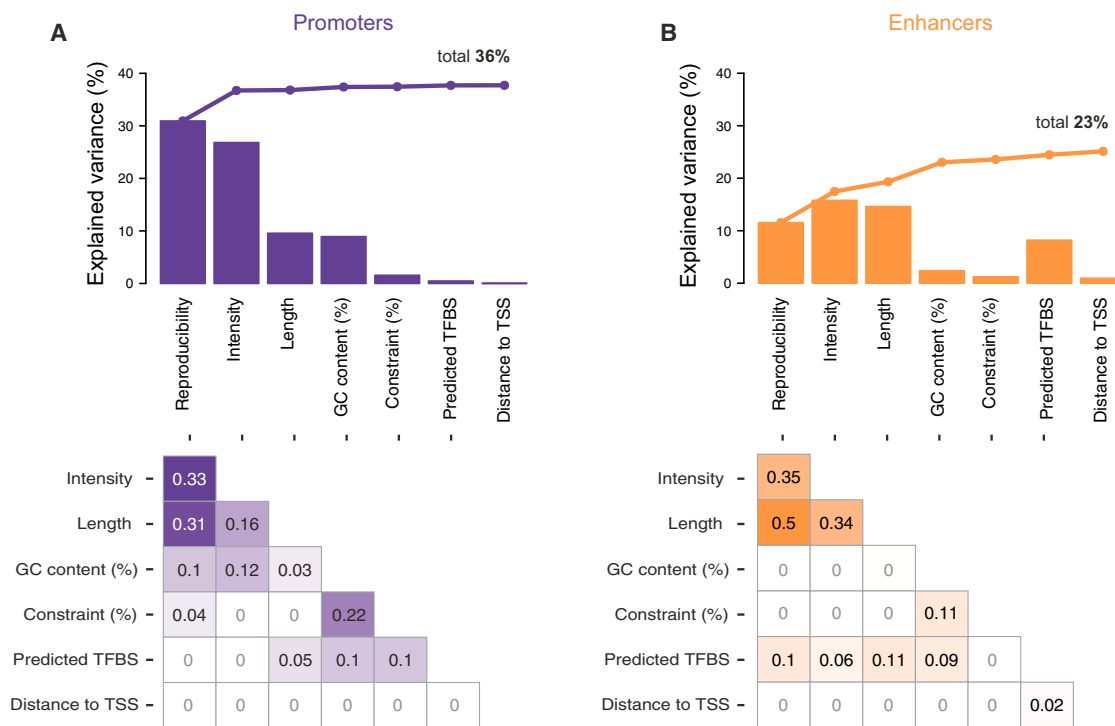 A
Promoters
total 36%
Explained variance (%)
40
30
20
10
0
Reproducibility
Intensity
Length
GC content (%)
Constraint (%)
Predicted TFBS
Distance to TSS
Intensity
0.33
Length
0.31 0.16
GC content (%)
0.1 0.12 0.03
Constraint (%)
0.04 0 0 0.22
Predicted TFBS
0 0 0.05 0.1 0.1
Distance to TSS
0 0 0 0 0 0
B
Enhancers
total 23%
Explained variance (%)
40
30
20
10
0
Reproducibility
Intensity
Length
GC content (%)
Constraint (%)
Predicted TFBS
Distance to TSS
Intensity
0.35
Length
0.5 0.34
GC content (%)
0 0 0
Constraint (%)
0 0 0 0.11
Predicted TFBS
0.1 0.06 0.11 0.09 0
Distance to TSS
0 0 0 0 0 0.02